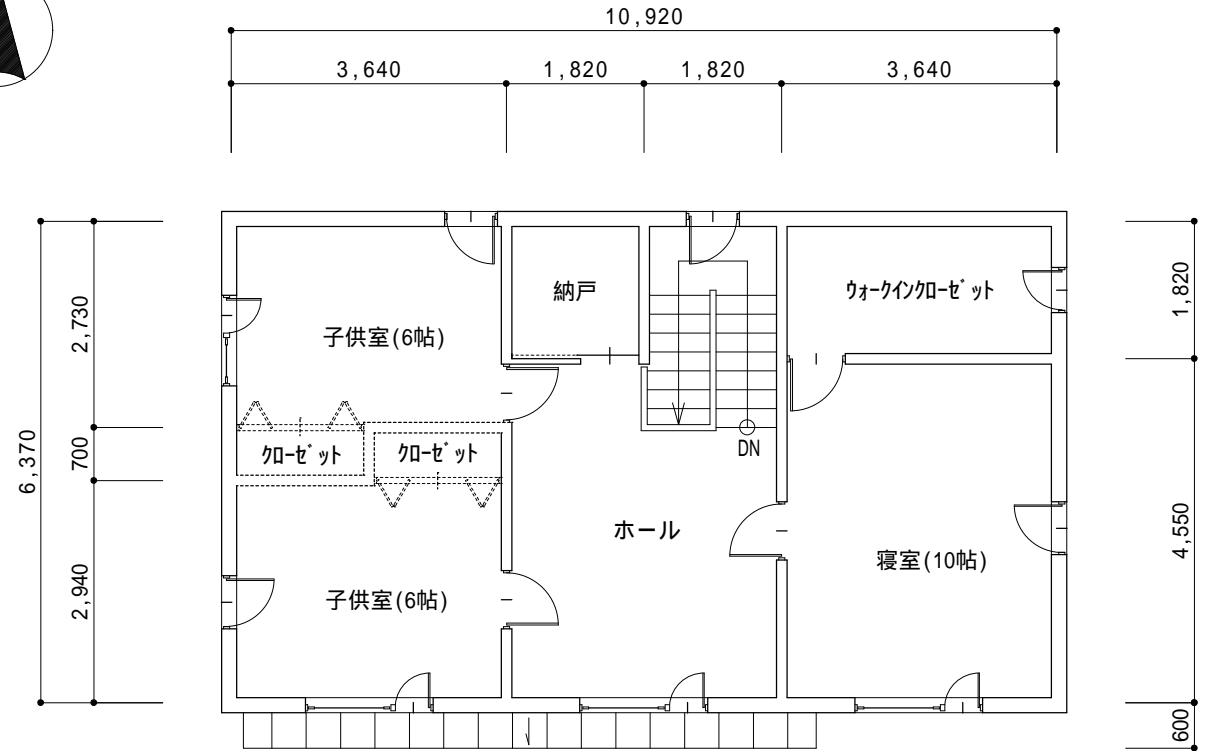 10,920
3,640
1,820
1,820
3,640
納戸
ウォークインクローゼット
1,820
2,730
子供室(6帖)
6,370
700
クローゼット
クローゼット
DN
ホール
4,550
寝室(10帖)
2,940
子供室(6帖)
600